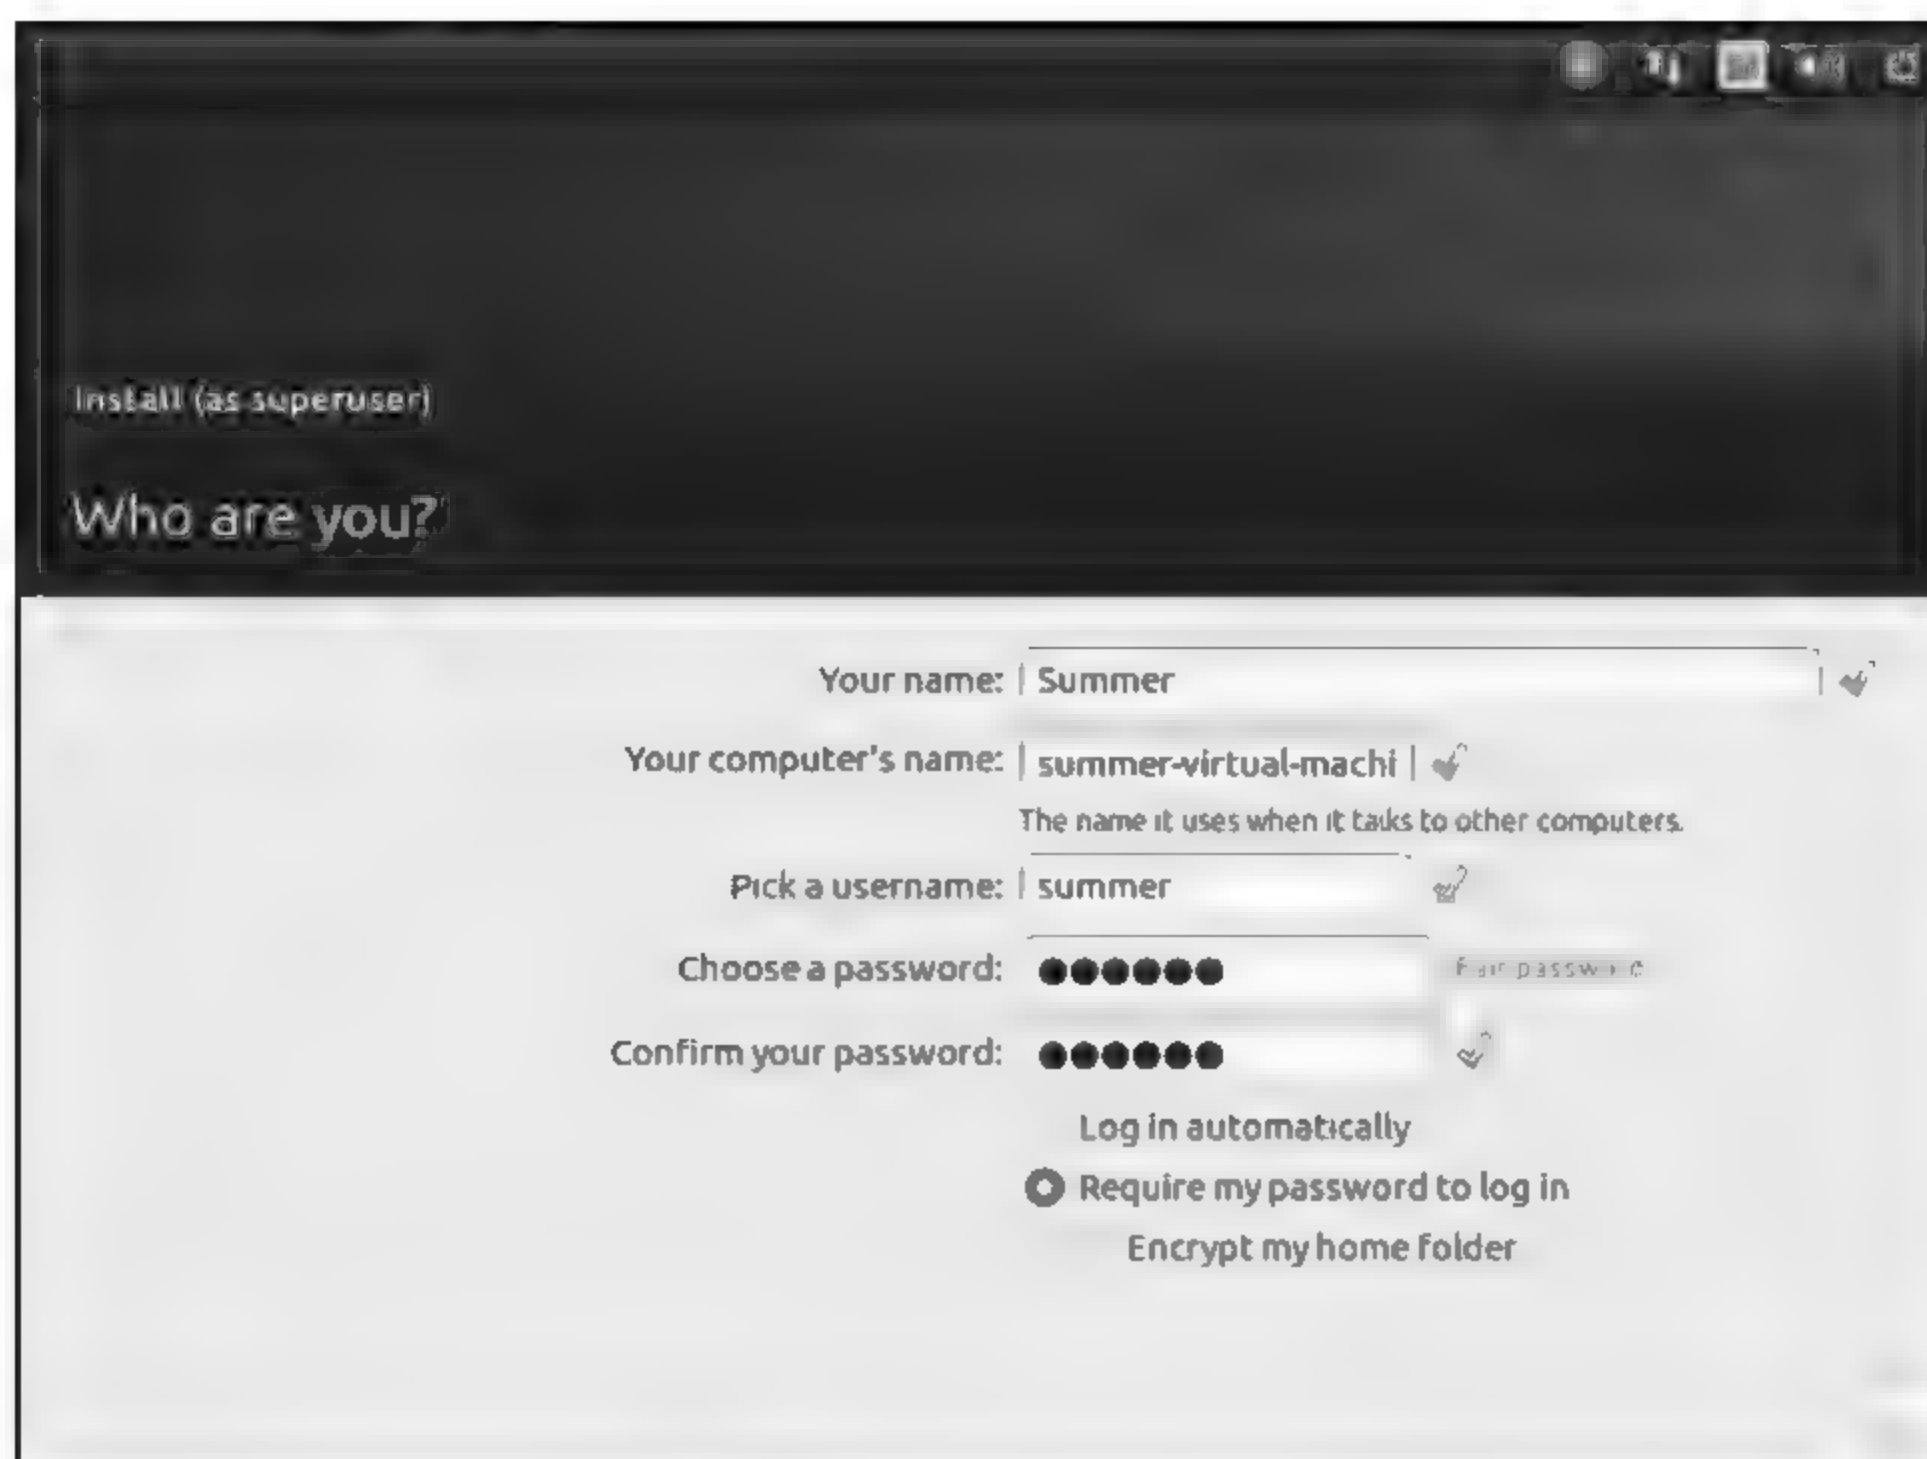 Install (as superuser)
Who are you?
Your name: Summer
Your computer's name: summer-virtual-machi
The name it uses when it talks to other computers.
Pick a username: summer
Choose a password: ●●●●●● Fair password
Confirm your password: ●●●●●●
Log in automatically
Require my password to log in
Encrypt my home folder